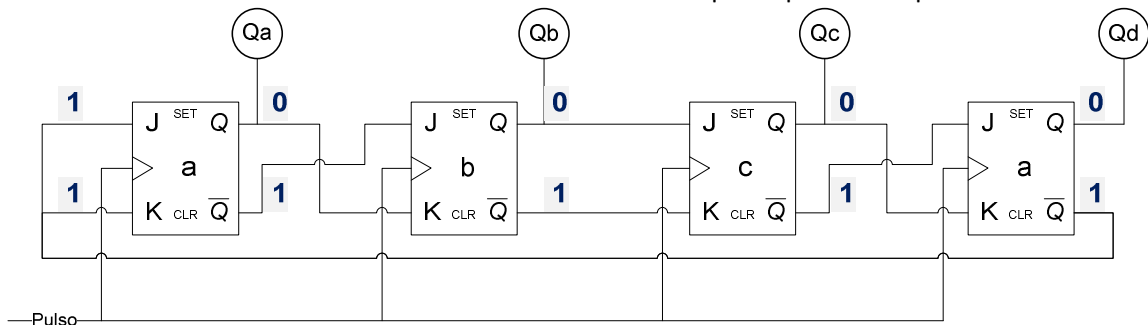 Qa Qb Qc Qd
1 0 0 0 0
J SET Q J SET Q J SET Q J SET Q
a b c a
1 1 1 1 1
K CLR Q̅ K CLR Q̅ K CLR Q̅ K CLR Q̅
Pulso